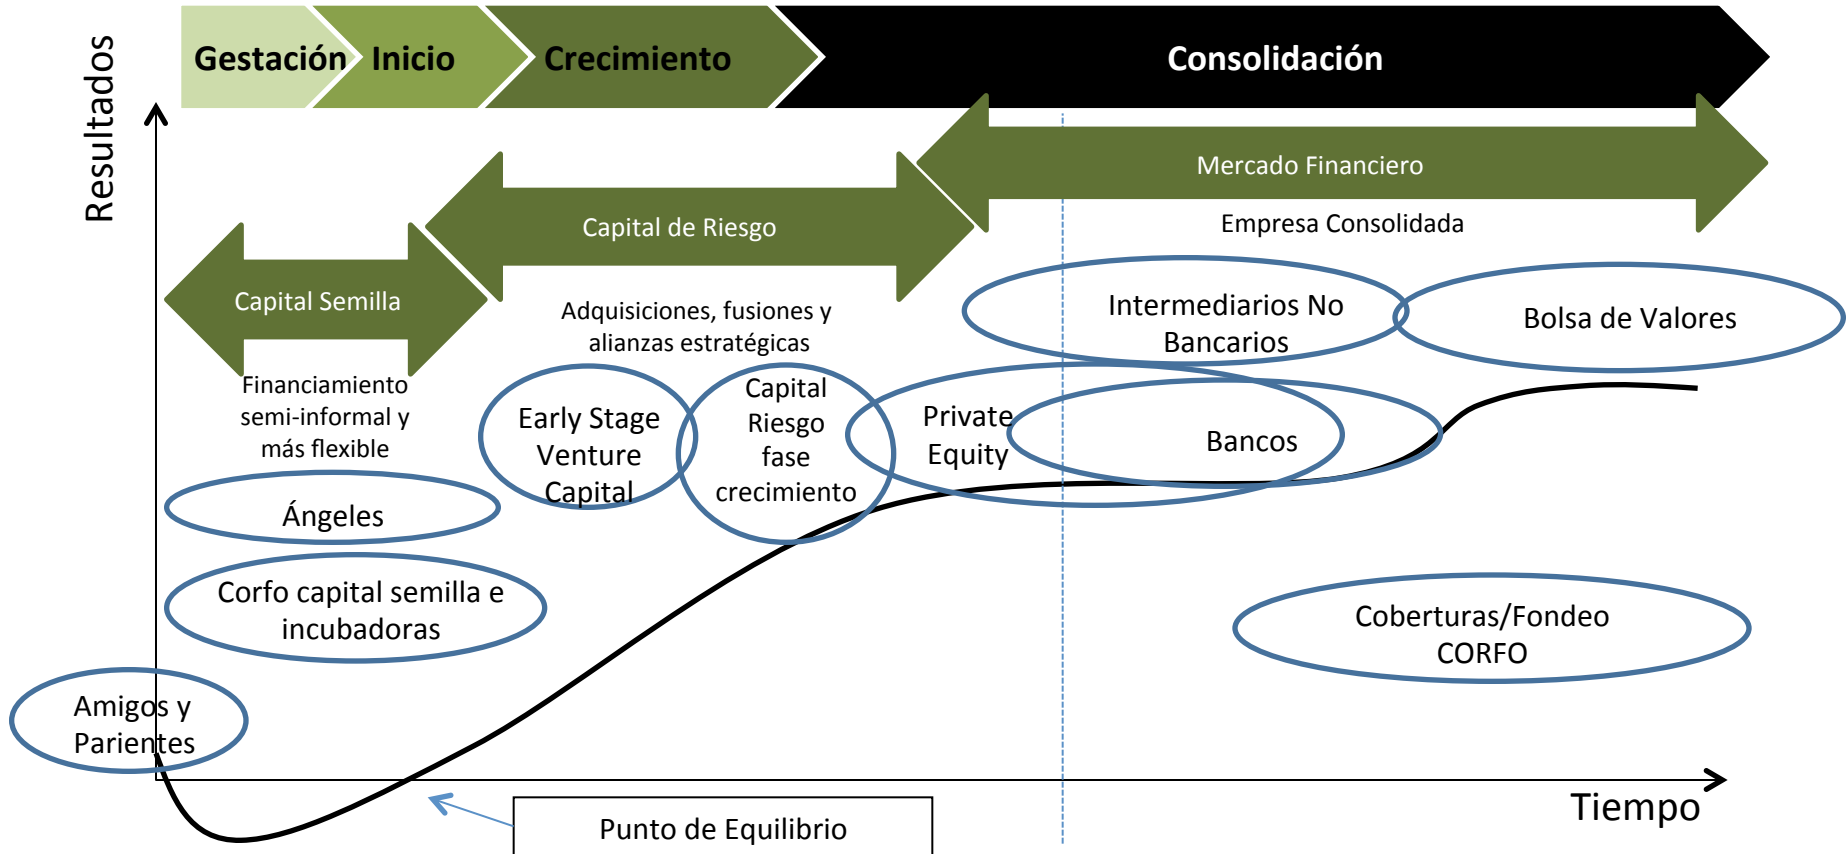 Gestación
Inicio
Crecimiento
Consolidación
Resultados
Mercado Financiero
Capital de Riesgo
Empresa Consolidada
Capital Semilla
Adquisiciones, fusiones y
alianzas estratégicas
Intermediarios No
Bancarios
Bolsa de Valores
Financiamiento
semi-informal y
más flexible
Early Stage
Venture
Capital
Capital
Riesgo
fase
crecimiento
Private
Equity
Bancos
Ángeles
Corfo capital semilla e
incubadoras
Coberturas/Fondeo
CORFO
Amigos y
Parientes
Tiempo
Punto de Equilibrio